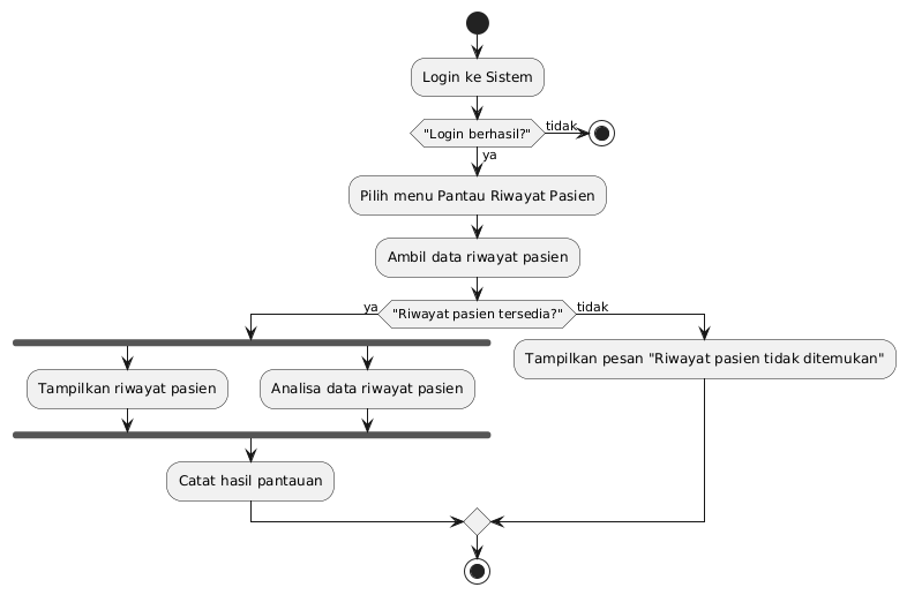 Login ke Sistem
"Login berhasil?"
tidak
ya
Pilih menu Pantau Riwayat Pasien
Ambil data riwayat pasien
ya
"Riwayat pasien tersedia?"
tidak
Tampilkan riwayat pasien
Analisa data riwayat pasien
Tampilkan pesan "Riwayat pasien tidak ditemukan"
Catat hasil pantauan